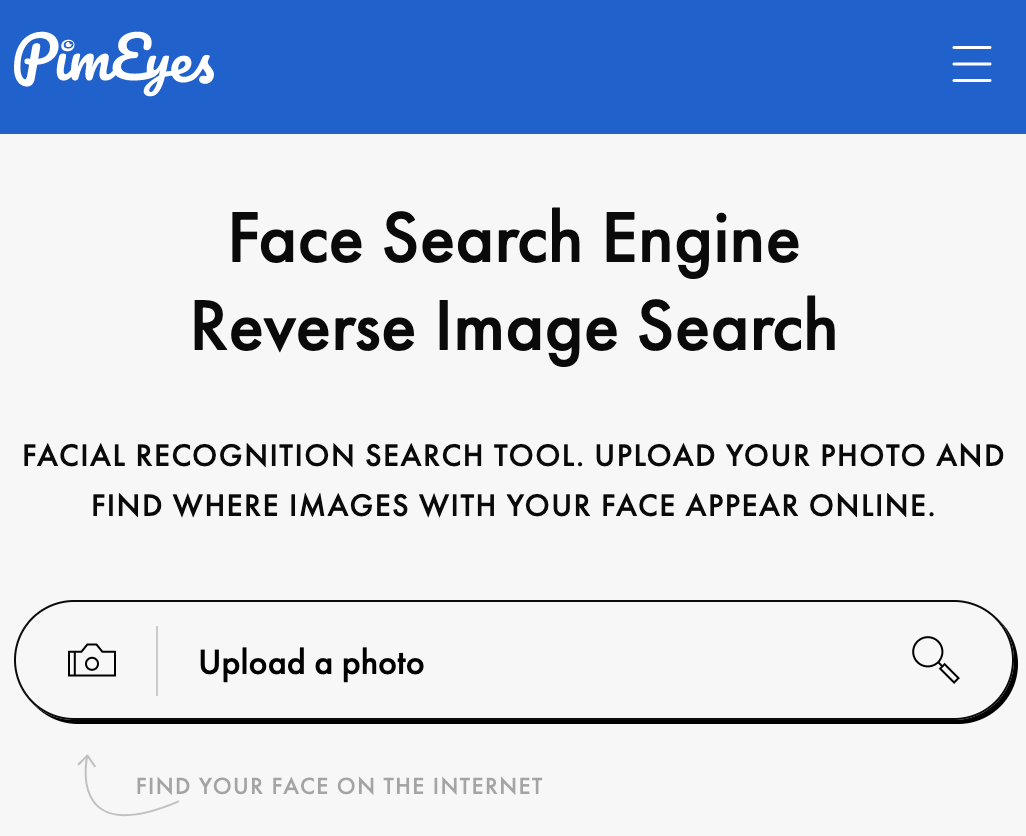 PimEyes
Face Search Engine
Reverse Image Search
FACIAL RECOGNITION SEARCH TOOL. UPLOAD YOUR PHOTO AND
FIND WHERE IMAGES WITH YOUR FACE APPEAR ONLINE.
Upload a photo
FIND YOUR FACE ON THE INTERNET